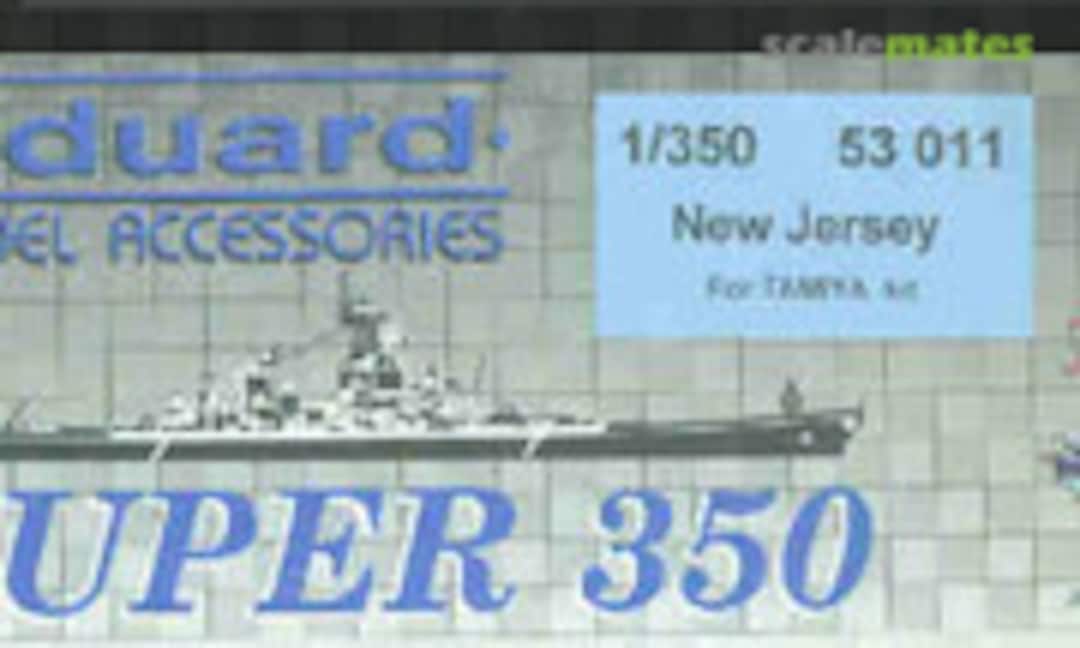 scalemates
duard
1/350 53 011
New Jersey
For TAMIYA kit
EL ACCESSORIES
UPER 350